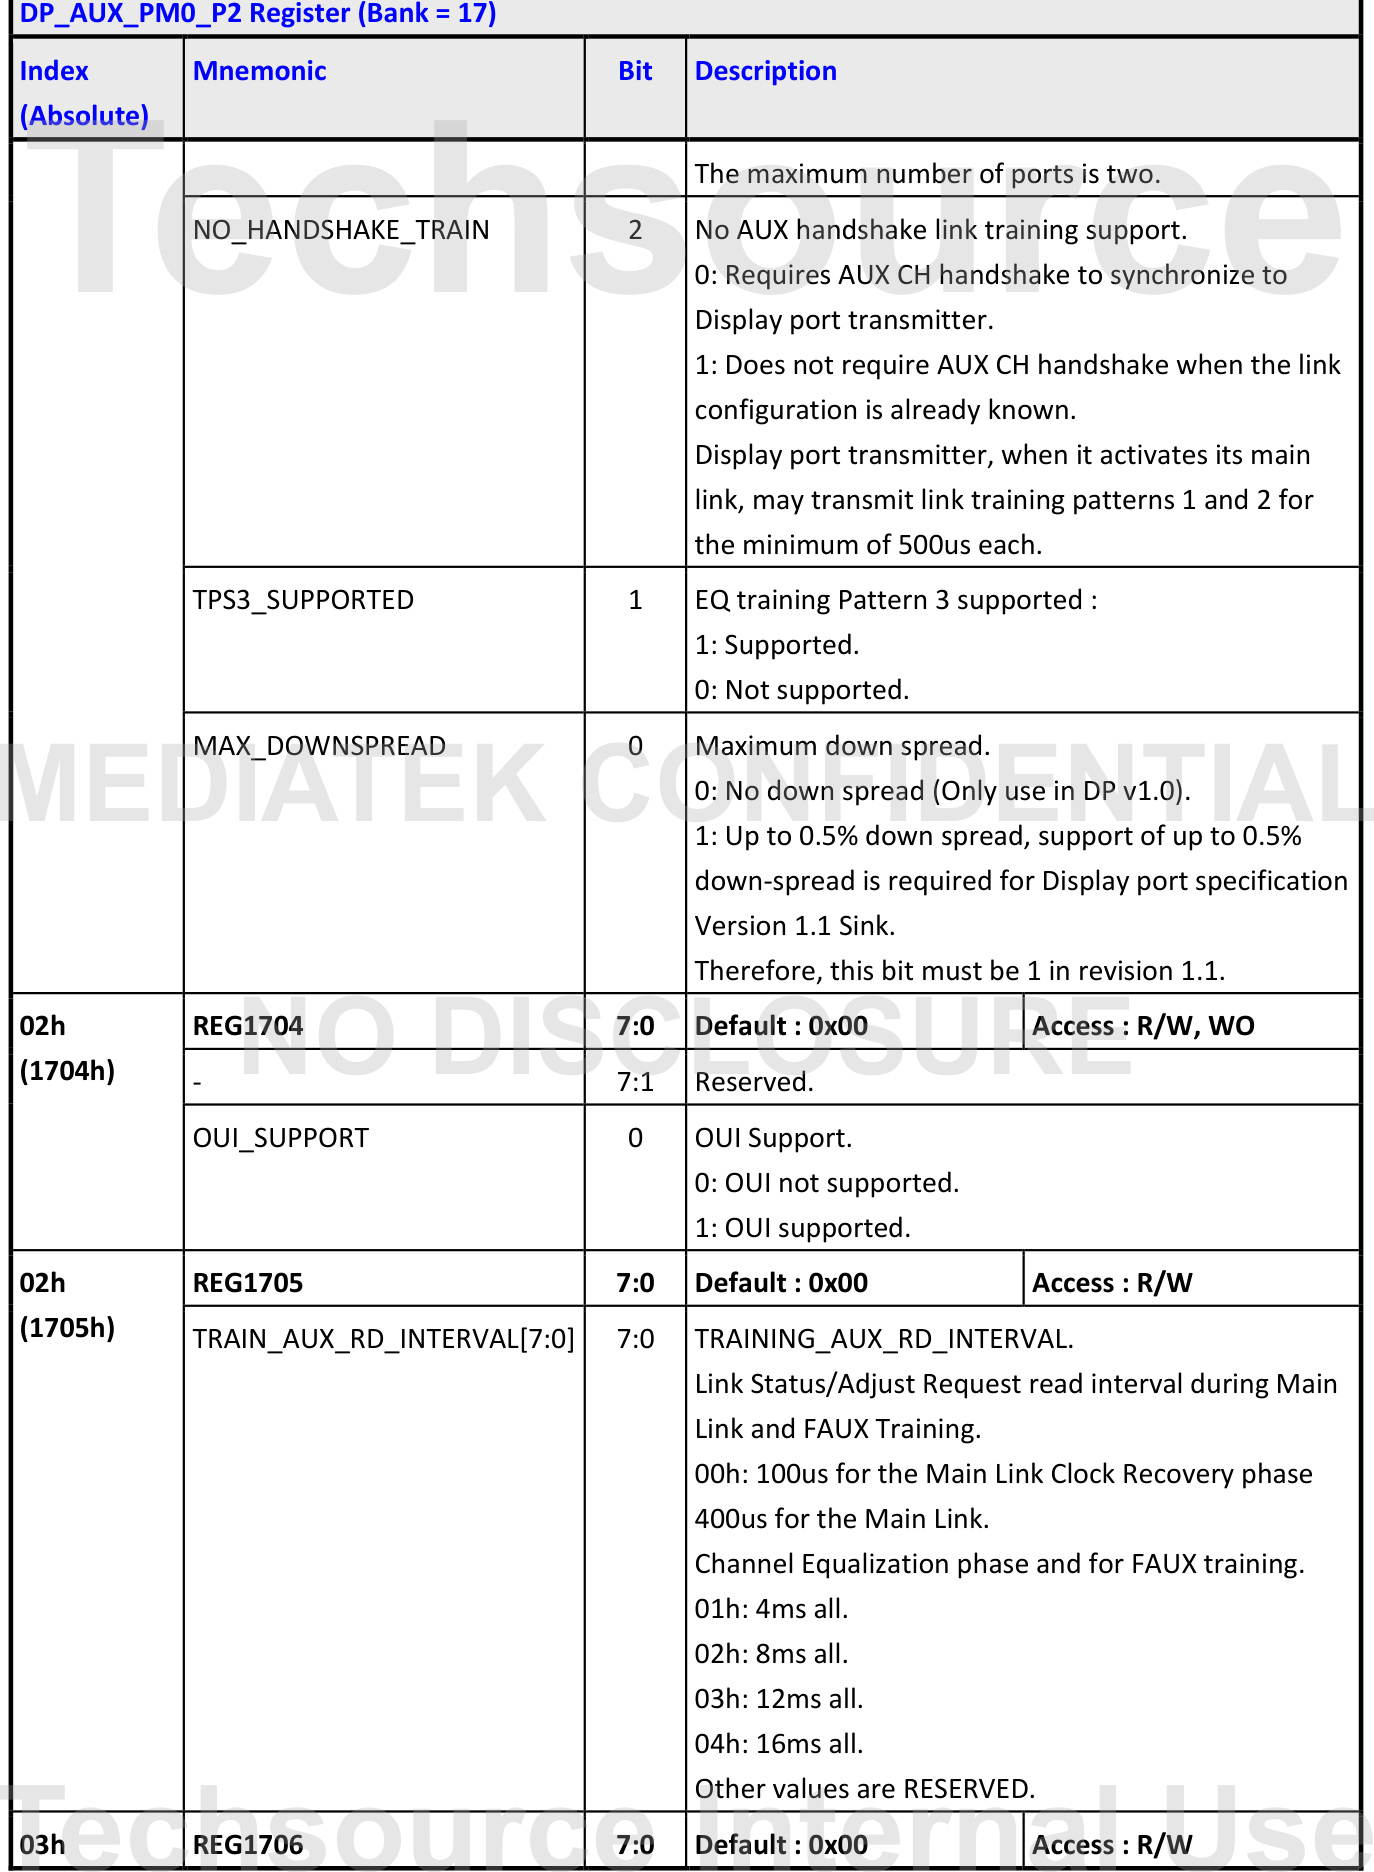 DP_AUX_PM0_P2 Register (Bank = 17)
Index (Absolute) Mnemonic Bit Description
The maximum number of ports is two.
NO_HANDSHAKE_TRAIN 2 No AUX handshake link training support.
0: Requires AUX CH handshake to synchronize to
Display port transmitter.
1: Does not require AUX CH handshake when the link
configuration is already known.
Display port transmitter, when it activates its main
link, may transmit link training patterns 1 and 2 for
the minimum of 500us each.
TPS3_SUPPORTED 1 EQ training Pattern 3 supported :
1: Supported.
0: Not supported.
MAX_DOWNSPREAD 0 Maximum down spread.
0: No down spread (Only use in DP v1.0).
1: Up to 0.5% down spread, support of up to 0.5%
down-spread is required for Display port specification
Version 1.1 Sink.
Therefore, this bit must be 1 in revision 1.1.
02h REG1704 7:0 Default : 0x00 Access : R/W, WO
(1704h) - 7:1 Reserved.
OUI_SUPPORT 0 OUI Support.
0: OUI not supported.
1: OUI supported.
02h REG1705 7:0 Default : 0x00 Access : R/W
(1705h) TRAIN_AUX_RD_INTERVAL[7:0] 7:0 TRAINING_AUX_RD_INTERVAL.
Link Status/Adjust Request read interval during Main
Link and FAUX Training.
00h: 100us for the Main Link Clock Recovery phase
400us for the Main Link.
Channel Equalization phase and for FAUX training.
01h: 4ms all.
02h: 8ms all.
03h: 12ms all.
04h: 16ms all.
Other values are RESERVED.
03h REG1706 7:0 Default : 0x00 Access : R/W
Techsource
MEDIATEK CONFIDENTIAL
NO DISCLOSURE
Techsource Internal Use